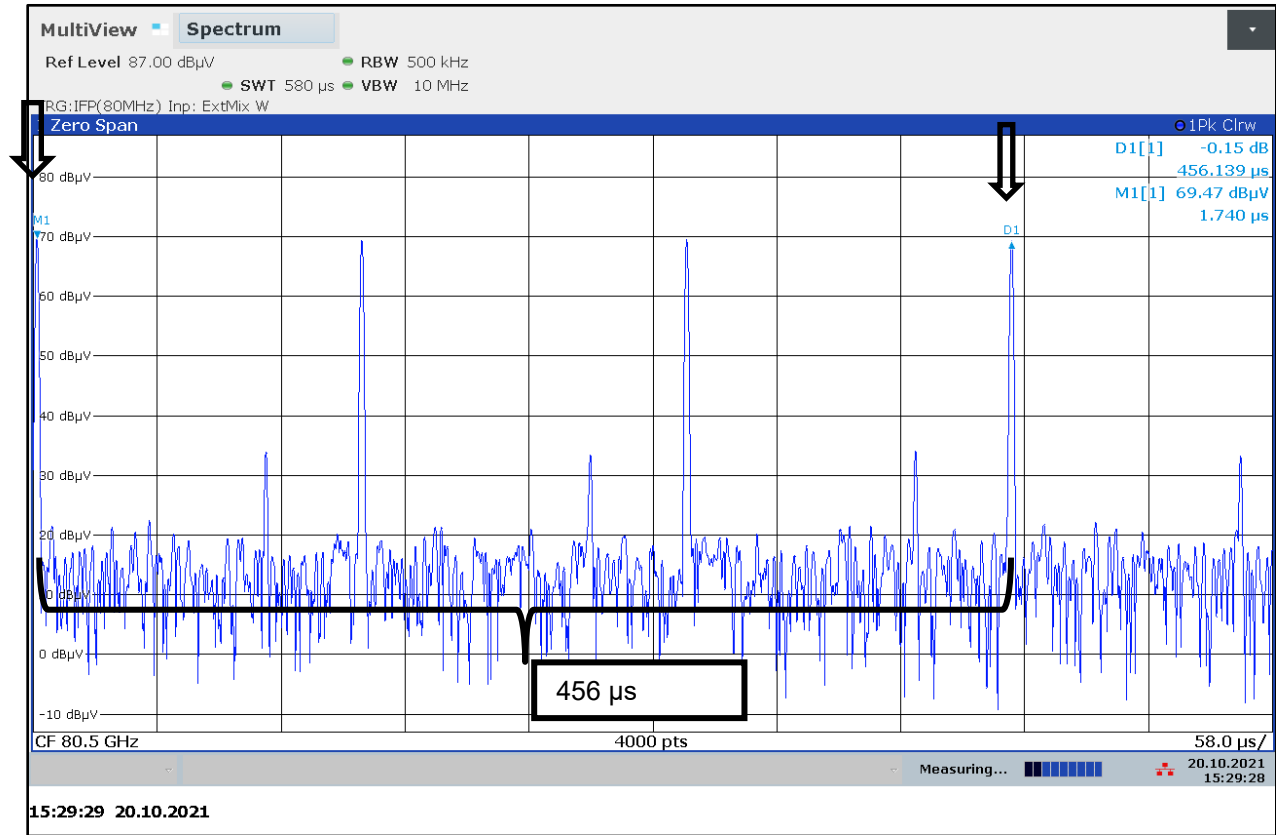 MultiView Spectrum
Ref Level 87.00 dBµV RBW 500 kHz
SWT 580 µs VBW 10 MHz
TRG:IFP(80MHz) Inp: ExtMix W
1 Zero Span 1Pk Clrw
D1[1] -0.15 dB
456.139 µs
M1[1] 69.47 dBµV
1.740 µs
80 dBµV
M1
D1
70 dBµV
60 dBµV
50 dBµV
40 dBµV
30 dBµV
20 dBµV
10 dBµV
0 dBµV
456 µs
-10 dBµV
CF 80.5 GHz 4000 pts 58.0 µs/
Measuring... 20.10.2021
15:29:28
15:29:29 20.10.2021